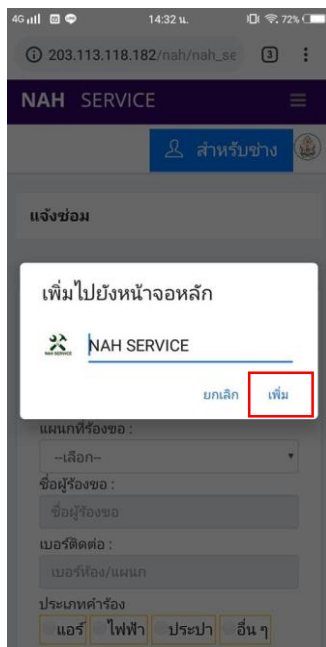 4G 14:32 น. 72%
203.113.118.182/nah/nah_se 3
NAH SERVICE
สำหรับช่าง
แจ้งซ่อม
เพิ่มไปยังหน้าจอหลัก
NAH SERVICE
NAH SERVICE
ยกเลิก เพิ่ม
แผนกที่ร้องขอ :
--เลือก--
ชื่อผู้ร้องขอ :
ชื่อผู้ร้องขอ
เบอร์ติดต่อ :
เบอร์ห้อง/แผนก
ประเภทคำร้อง
แอร์ ไฟฟ้า ประปา อื่น ๆ